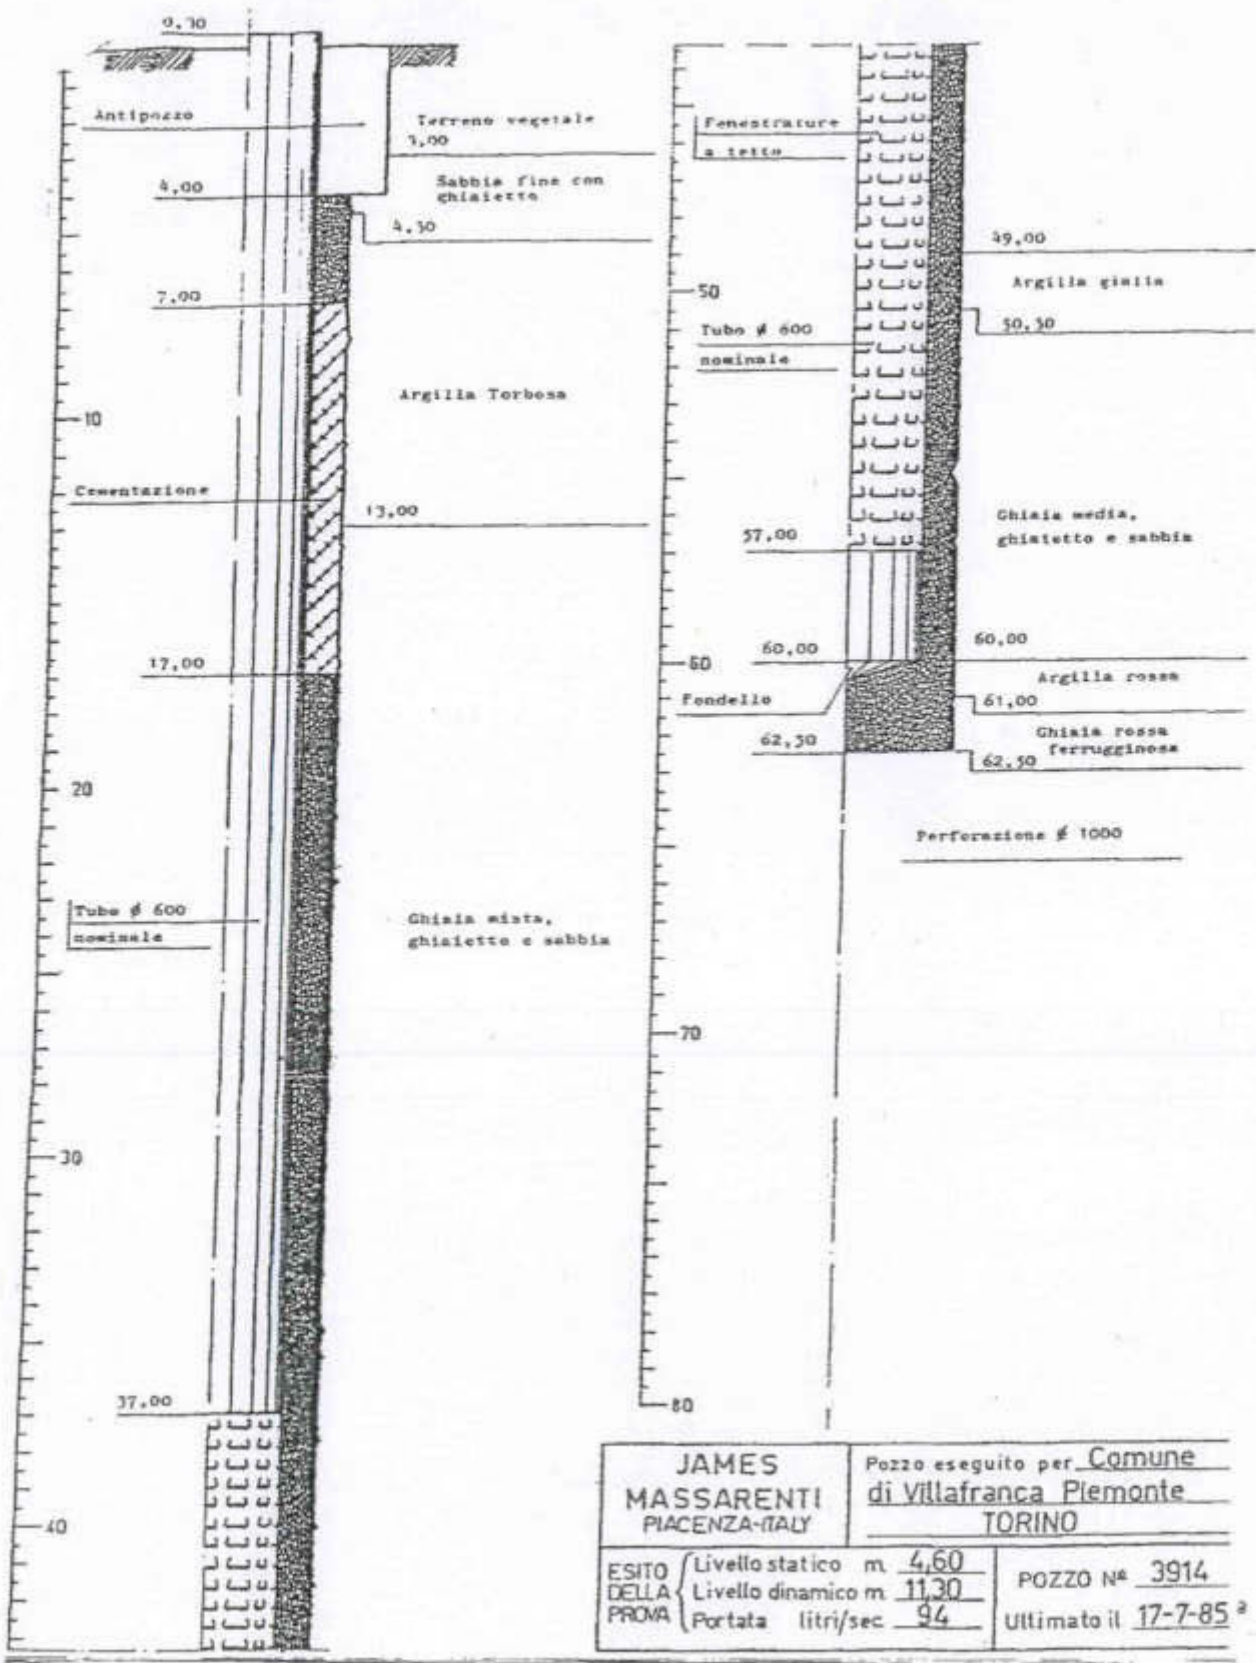 0,30
Antipozzo
Terreno vegetale
3,00
4,00
Sabbia fine con
ghiaietto
4,30
7,00
Argilla Torbosa
10
Cementazione
13,00
17,00
20
Tubo ∅ 600
nominale
Ghiaia mista,
ghiaietto e sabbia
30
37,00
40
Fenestrature
a tetto
49,00
50
Argilla gialla
50,50
Tubo ∅ 600
nominale
57,00
Ghiaia media,
ghiaietto e sabbia
60
60,00
60,00
Argilla rossa
Fondello
61,00
62,50
Ghiaia rossa
ferrugginosa
62,50
Perforazione ∅ 1000
70
80
JAMES
MASSARENTI
PIACENZA-ITALY
Pozzo eseguito per Comune
di Villafranca Piemonte
TORINO
ESITO
DELLA
PROVA
Livello statico m 4,60
Livello dinamico m 11,30
Portata litri/sec 94
POZZO Nº 3914
Ultimato il 17-7-85